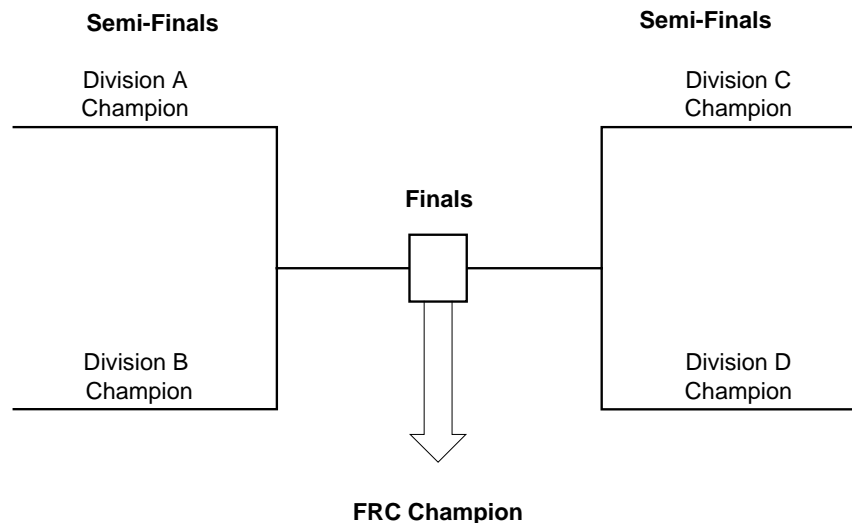 Semi-Finals
Semi-Finals
Division A
Champion
Division C
Champion
Finals
Division B
Champion
Division D
Champion
FRC Champion